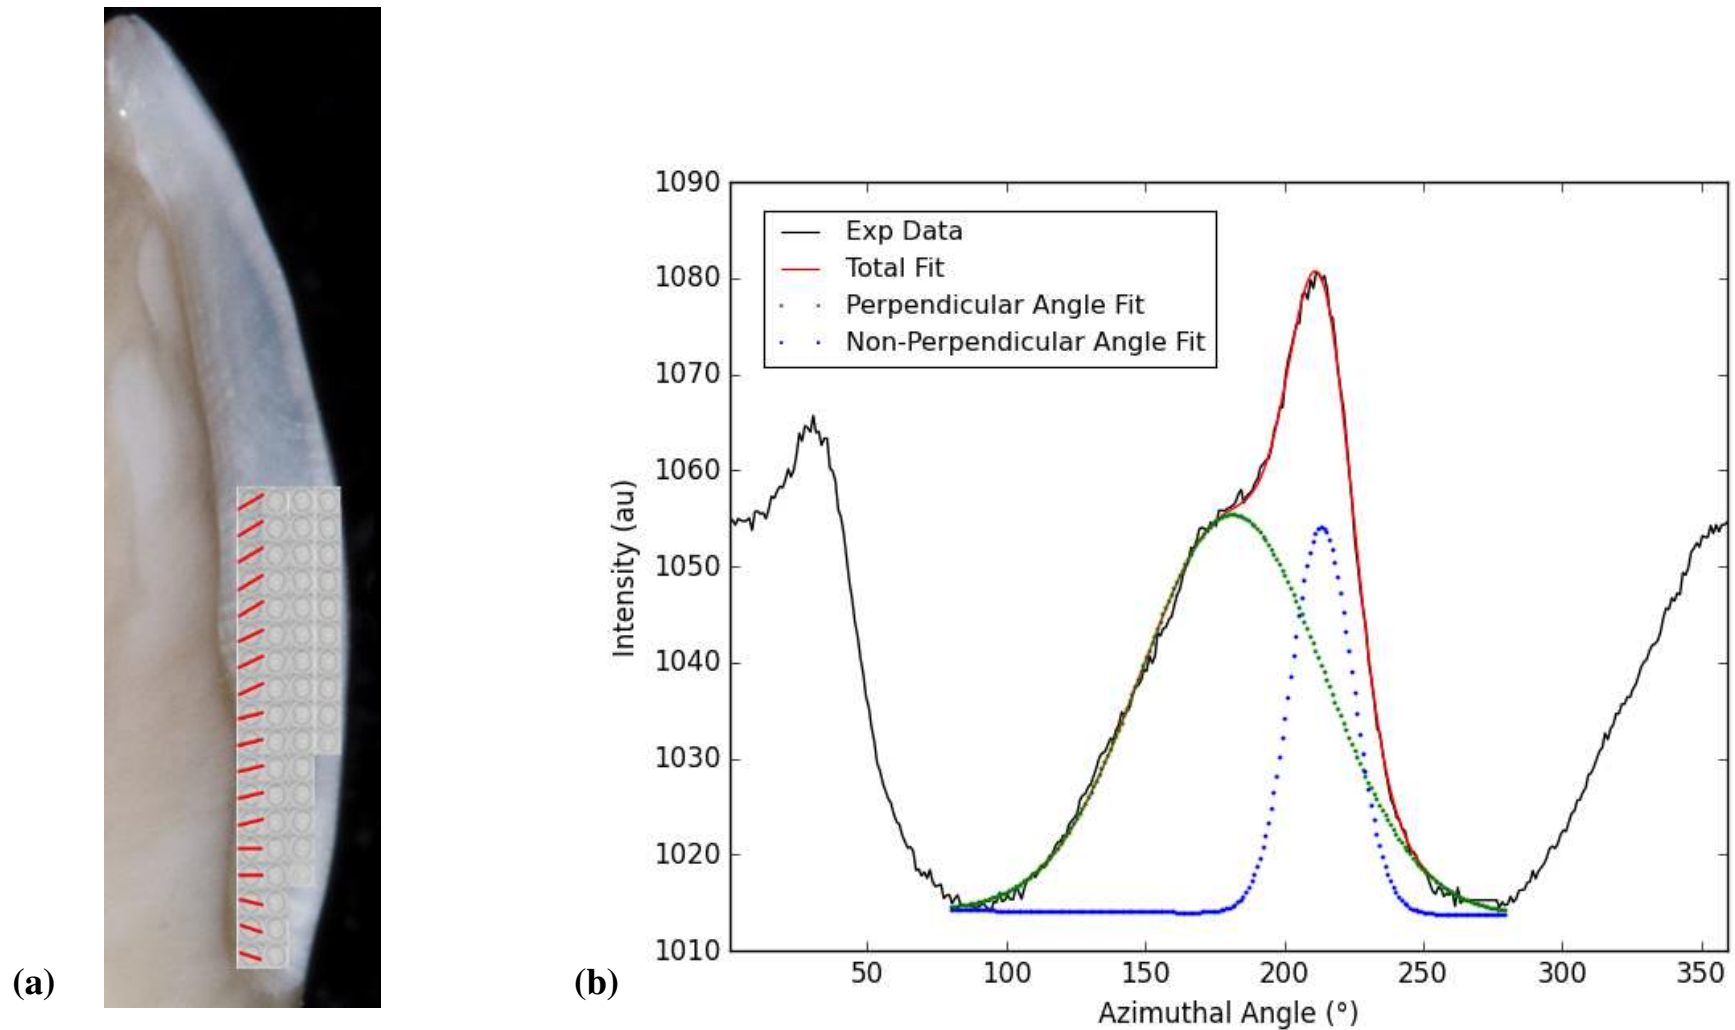 1090
1080
1070
1060
1050
1040
1030
1020
1010
Intensity (au)
Exp Data
Total Fit
Perpendicular Angle Fit
Non-Perpendicular Angle Fit
50 100 150 200 250 300 350
Azimuthal Angle (°)
(a)
(b)